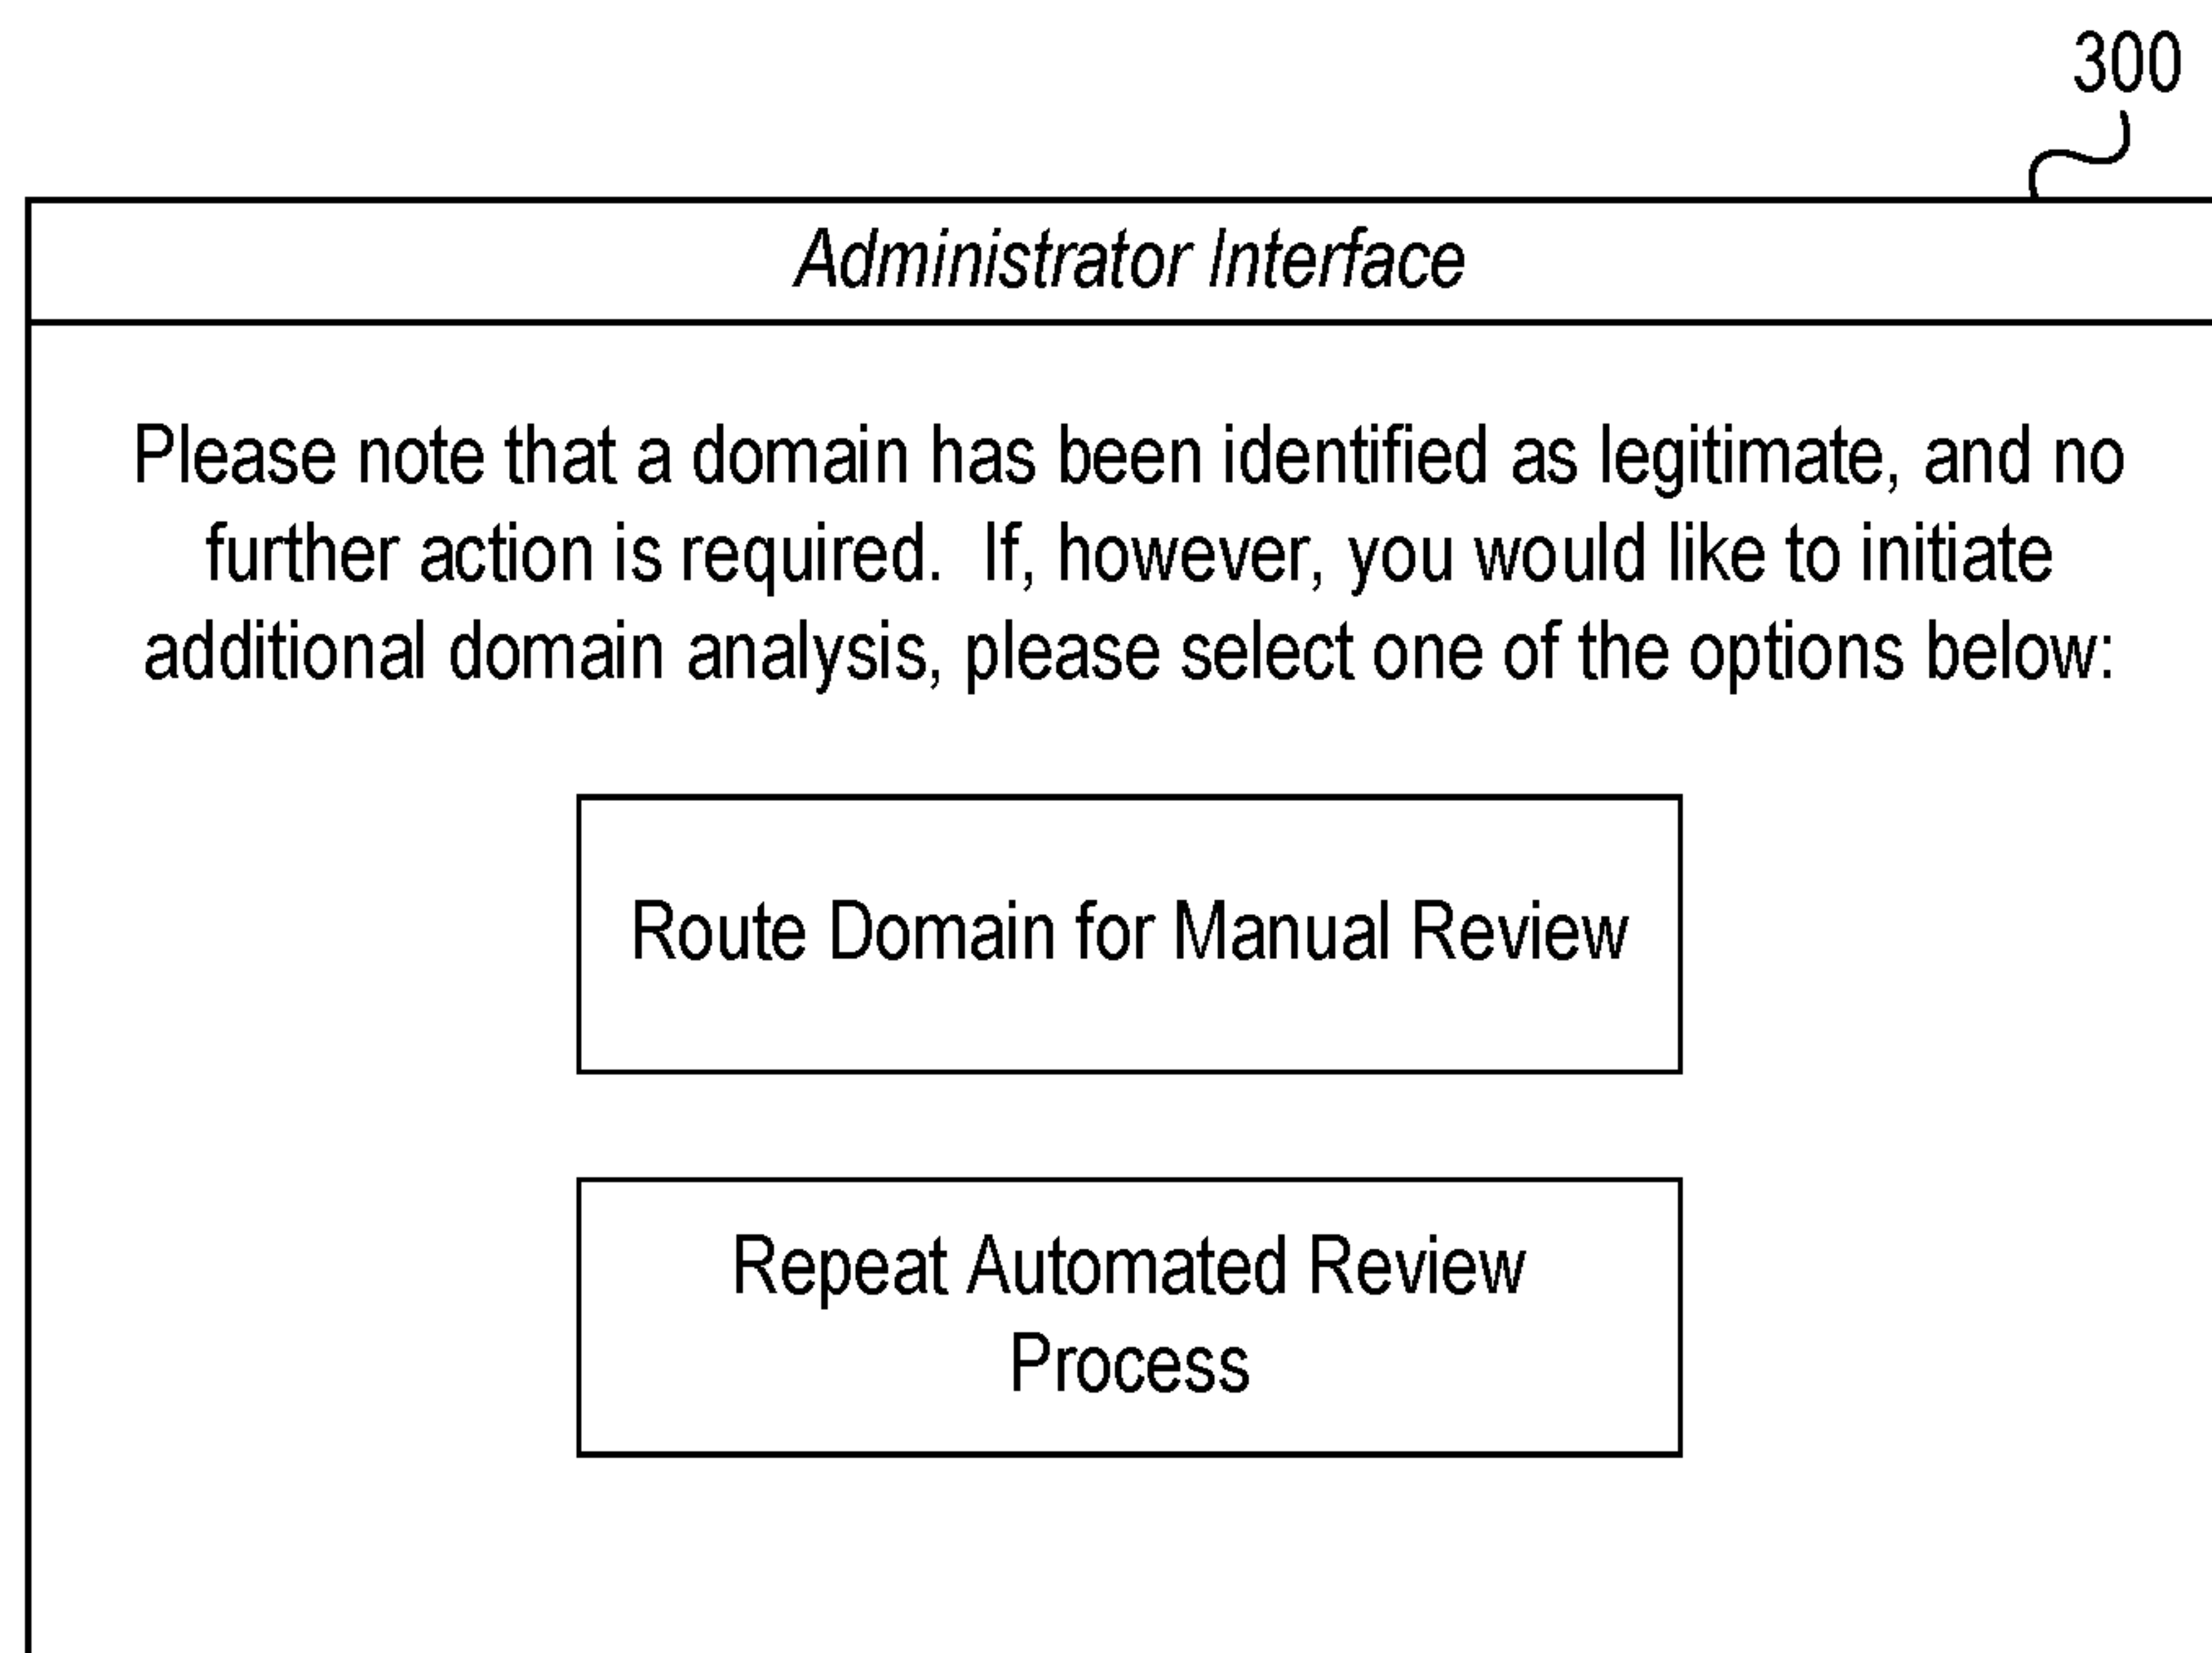 300
Administrator Interface
Please note that a domain has been identified as legitimate, and no
further action is required.  If, however, you would like to initiate
additional domain analysis, please select one of the options below:
Route Domain for Manual Review
Repeat Automated Review
Process